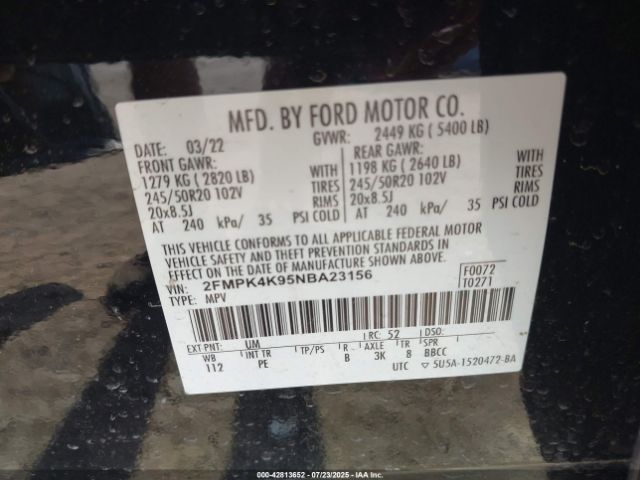 MFD. BY FORD MOTOR CO.
DATE: 03/22 GVWR: 2449 KG ( 5400 LB)
FRONT GAWR: REAR GAWR:
1279 KG ( 2820 LB) WITH 1198 KG ( 2640 LB) WITH
245/50R20 102V TIRES 245/50R20 102V TIRES
20x8.5J RIMS 20x8.5J RIMS
AT 240 kPa/ 35 PSI COLD AT 240 kPa/ 35 PSI COLD
THIS VEHICLE CONFORMS TO ALL APPLICABLE FEDERAL MOTOR
VEHICLE SAFETY AND THEFT PREVENTION STANDARDS IN
EFFECT ON THE DATE OF MANUFACTURE SHOWN ABOVE.
VIN: 2FMPK4K95NBA23156 F0072
TYPE: MPV T0271
EXT PNT: UM RC: 52 DSO:
WB INT TR TP/PS R AXLE TR SPR
112 PE B 3K 8 BBCC
UTC ▽ 5U5A-1520472-BA
000-42813652 - 07/23/2025 - IAA Inc.